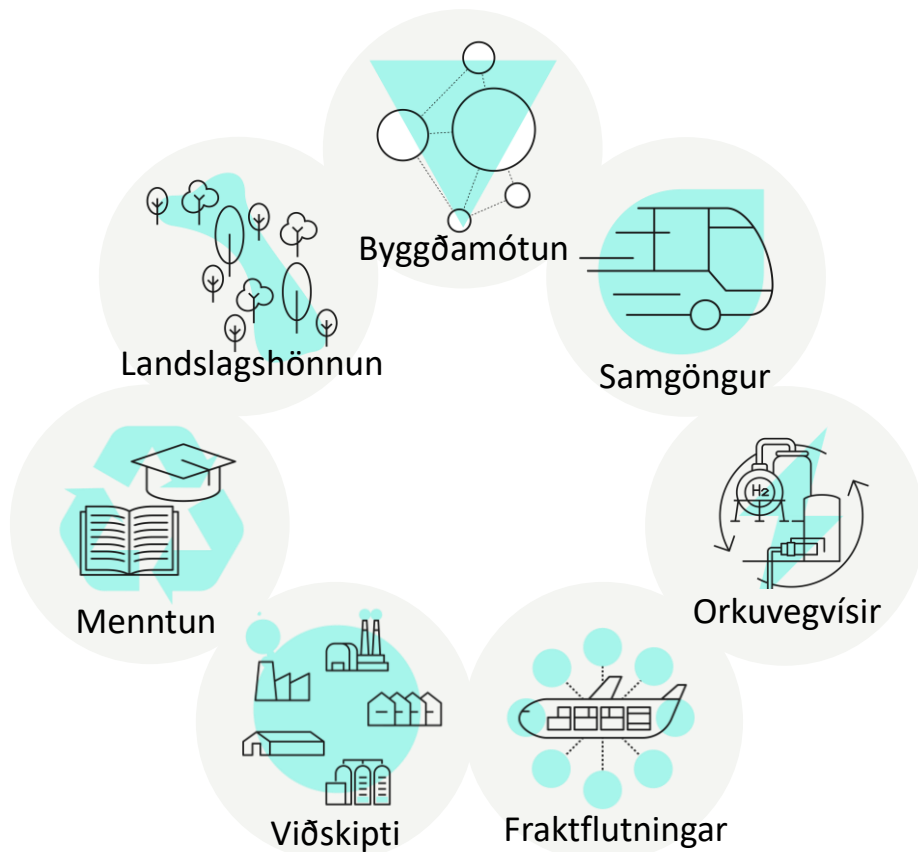 Byggðamótun
Samgöngur
Orkuvegvísir
H2
Fraktflutningar
Viðskipti
Menntun
Landslagshönnun